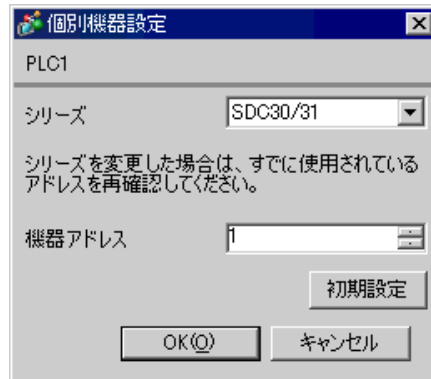 個別機器設定
PLC1
シリーズ SDC30/31
シリーズを変更した場合は、すでに使用されている
アドレスを再確認してください。
機器アドレス 1
初期設定
OK(O) キャンセル